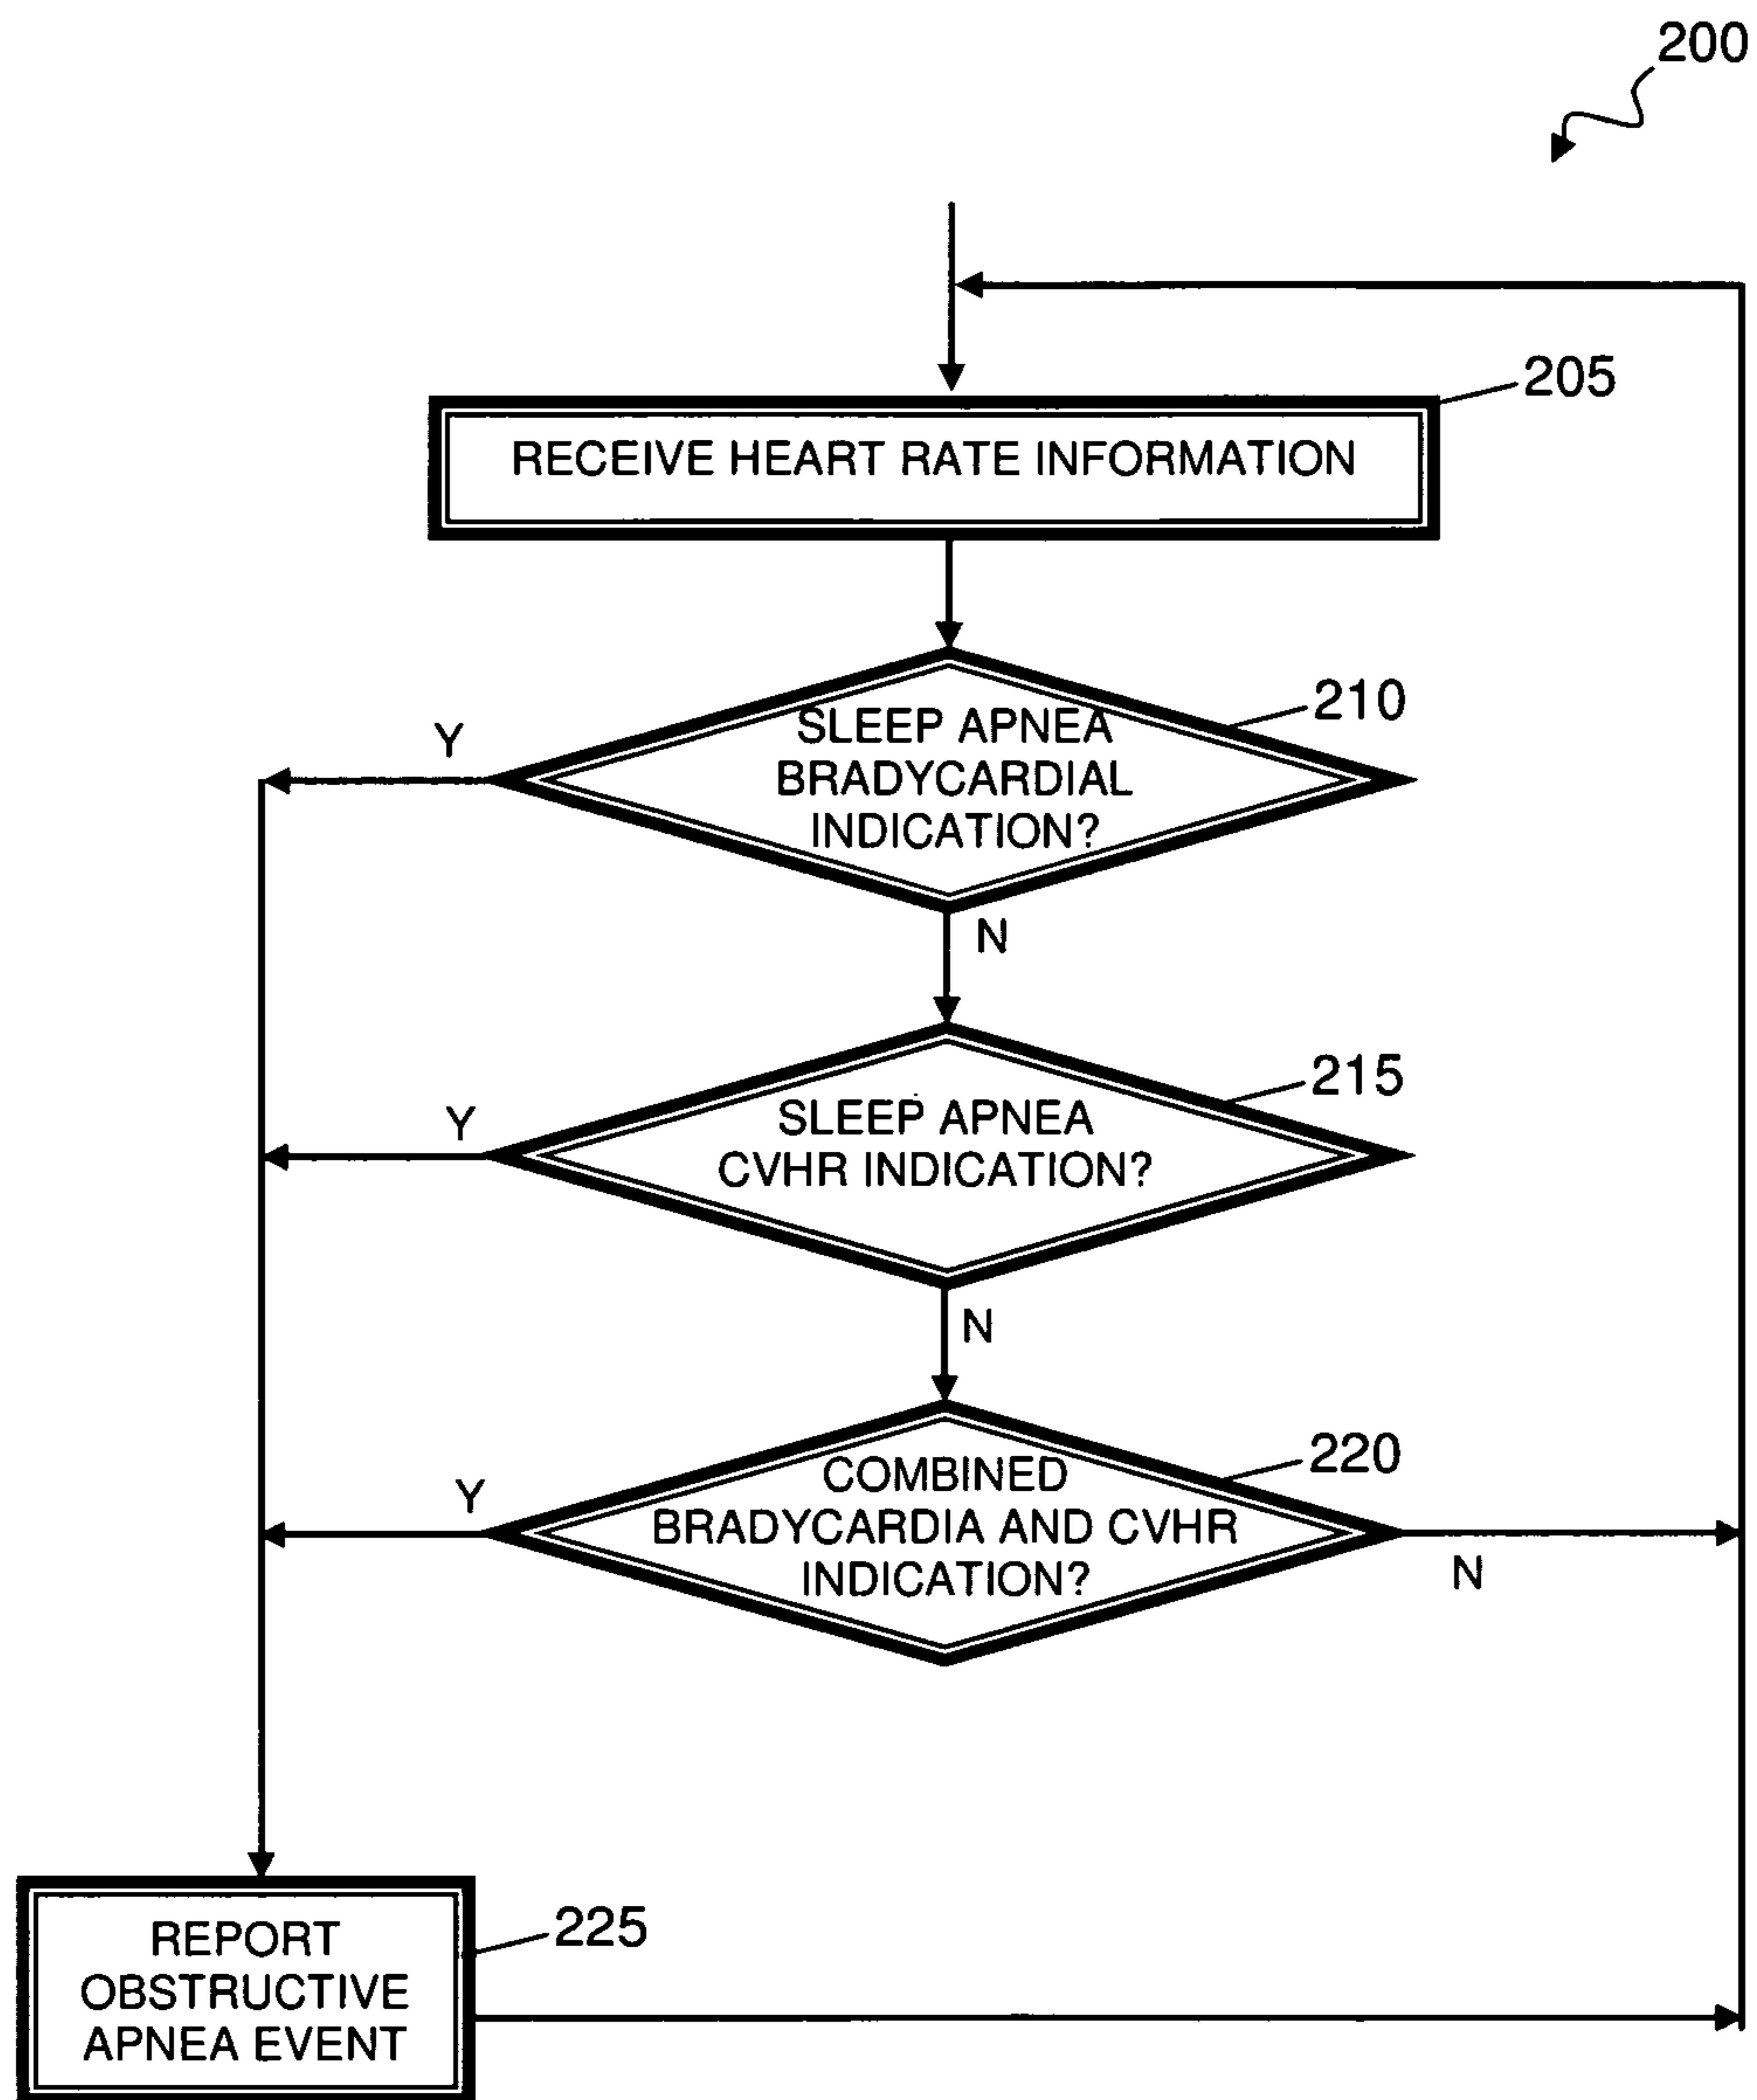 200
205
RECEIVE HEART RATE INFORMATION
210
Y
SLEEP APNEA
BRADYCARDIAL
INDICATION?
N
215
Y
SLEEP APNEA
CVHR INDICATION?
N
220
Y
COMBINED
BRADYCARDIA AND CVHR
INDICATION?
N
225
REPORT
OBSTRUCTIVE
APNEA EVENT